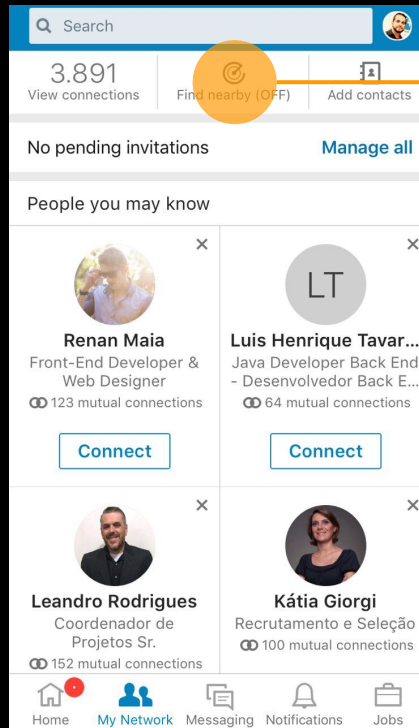 Search
3.891
View connections
Find nearby (OFF)
Add contacts
No pending invitations
Manage all
People you may know
LT
Renan Maia
Front-End Developer &
Web Designer
123 mutual connections
Connect
Luis Henrique Tavar...
Java Developer Back End
- Desenvolvedor Back E...
64 mutual connections
Connect
Leandro Rodrigues
Coordenador de
Projetos Sr.
152 mutual connections
Kátia Giorgi
Recrutamento e Seleção
100 mutual connections
Home
My Network
Messaging
Notifications
Jobs